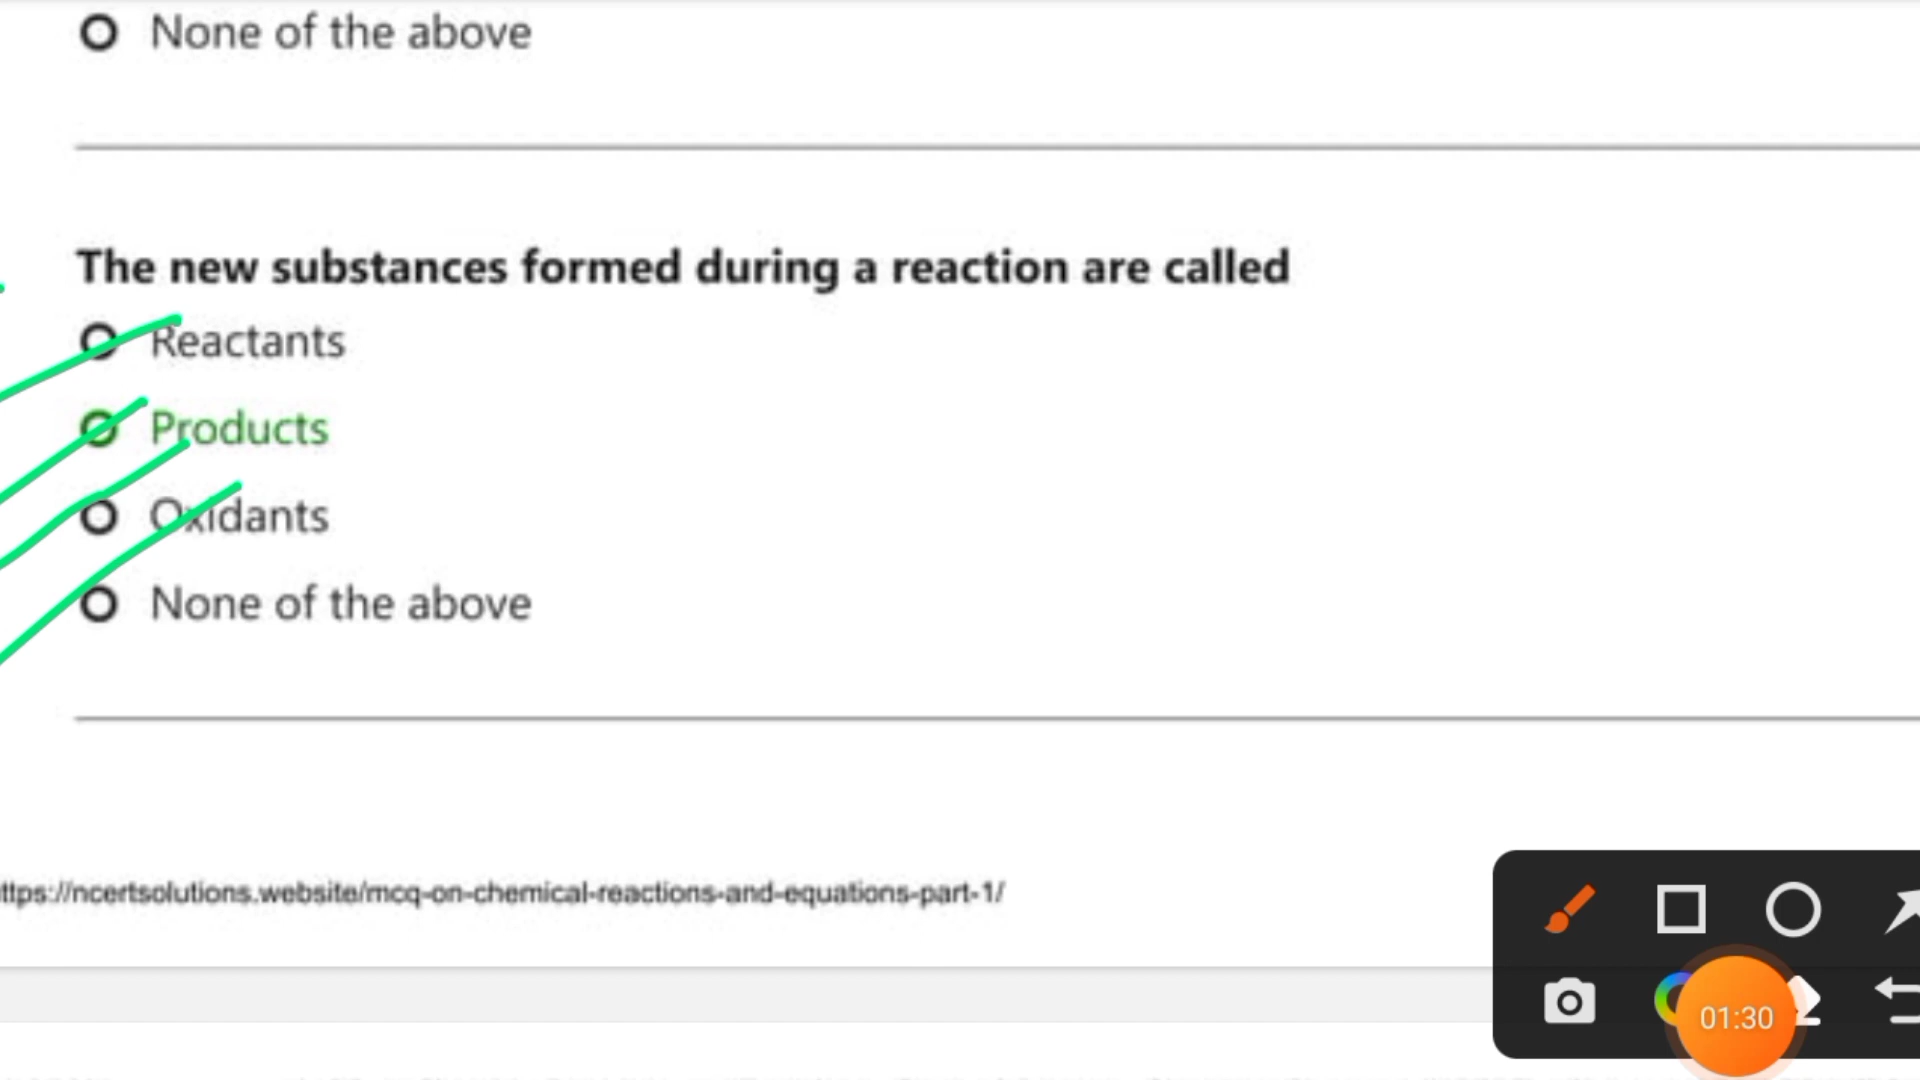 None of the above
The new substances formed during a reaction are called
Reactants
Products
Oxidants
None of the above
ttps://ncertsolutions.website/mcq-on-chemical-reactions-and-equations-part-1/
01:30